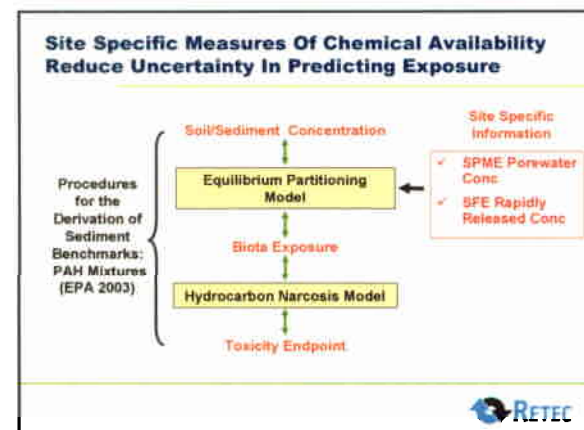 Site Specific Measures Of Chemical Availability
Reduce Uncertainty In Predicting Exposure
Site Specific
Information
Soil/Sediment Concentration
✓ SPME Porewater
Conc
✓ SFE Rapidly
Released Conc
Equilibrium Partitioning
Model
Procedures
for the
Derivation of
Sediment
Benchmarks:
PAH Mixtures
(EPA 2003)
Biota Exposure
Hydrocarbon Narcosis Model
Toxicity Endpoint
RETEC